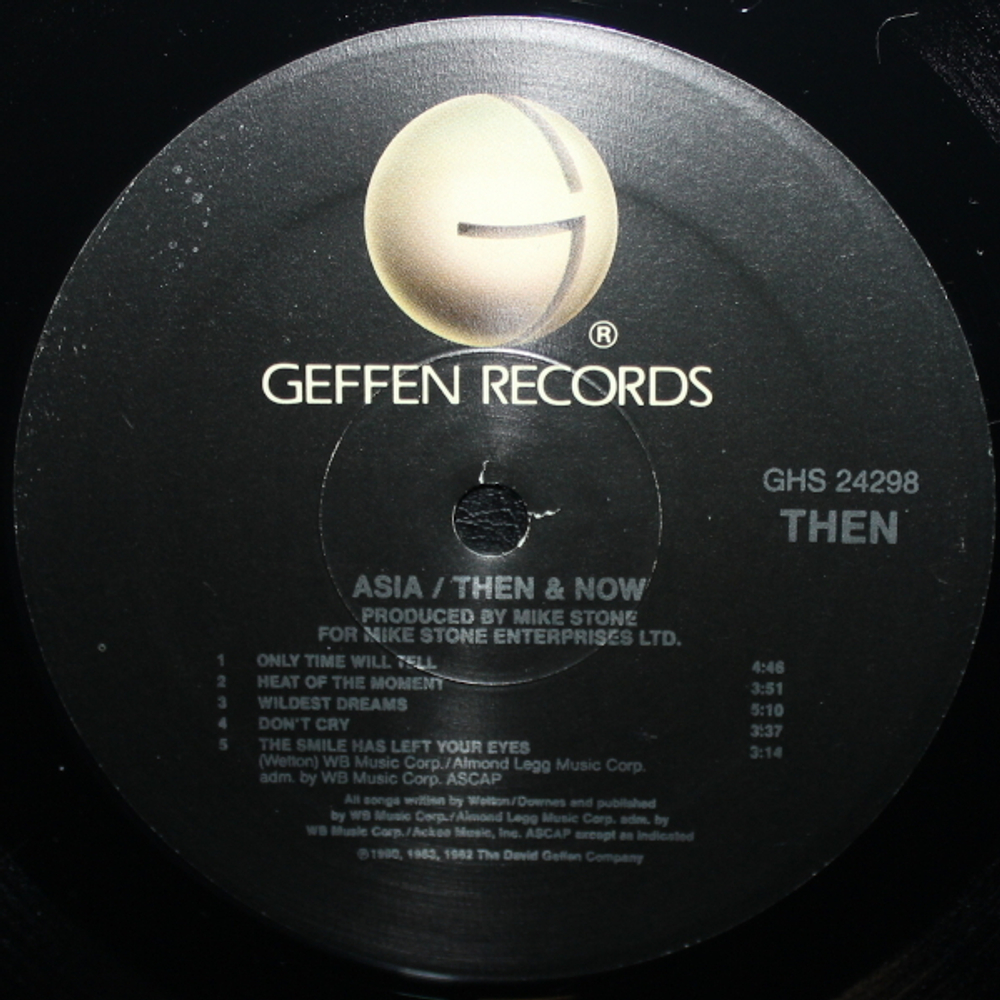 G
®
GEFFEN RECORDS
GHS 24298
THEN
ASIA / THEN & NOW
PRODUCED BY MIKE STONE
FOR MIKE STONE ENTERPRISES LTD.
1 ONLY TIME WILL TELL 4:46
2 HEAT OF THE MOMENT 3:51
3 WILDEST DREAMS 5:10
4 DON'T CRY 3:37
5 THE SMILE HAS LEFT YOUR EYES 3:14
(Wetton) WB Music Corp./Almond Legg Music Corp.
adm. by WB Music Corp. ASCAP
All songs written by Wetton/Downes and published
by WB Music Corp./Almond Legg Music Corp. adm. by
WB Music Corp./Ackee Music, Inc. ASCAP except as indicated
℗1990, 1983, 1982 The David Geffen Company